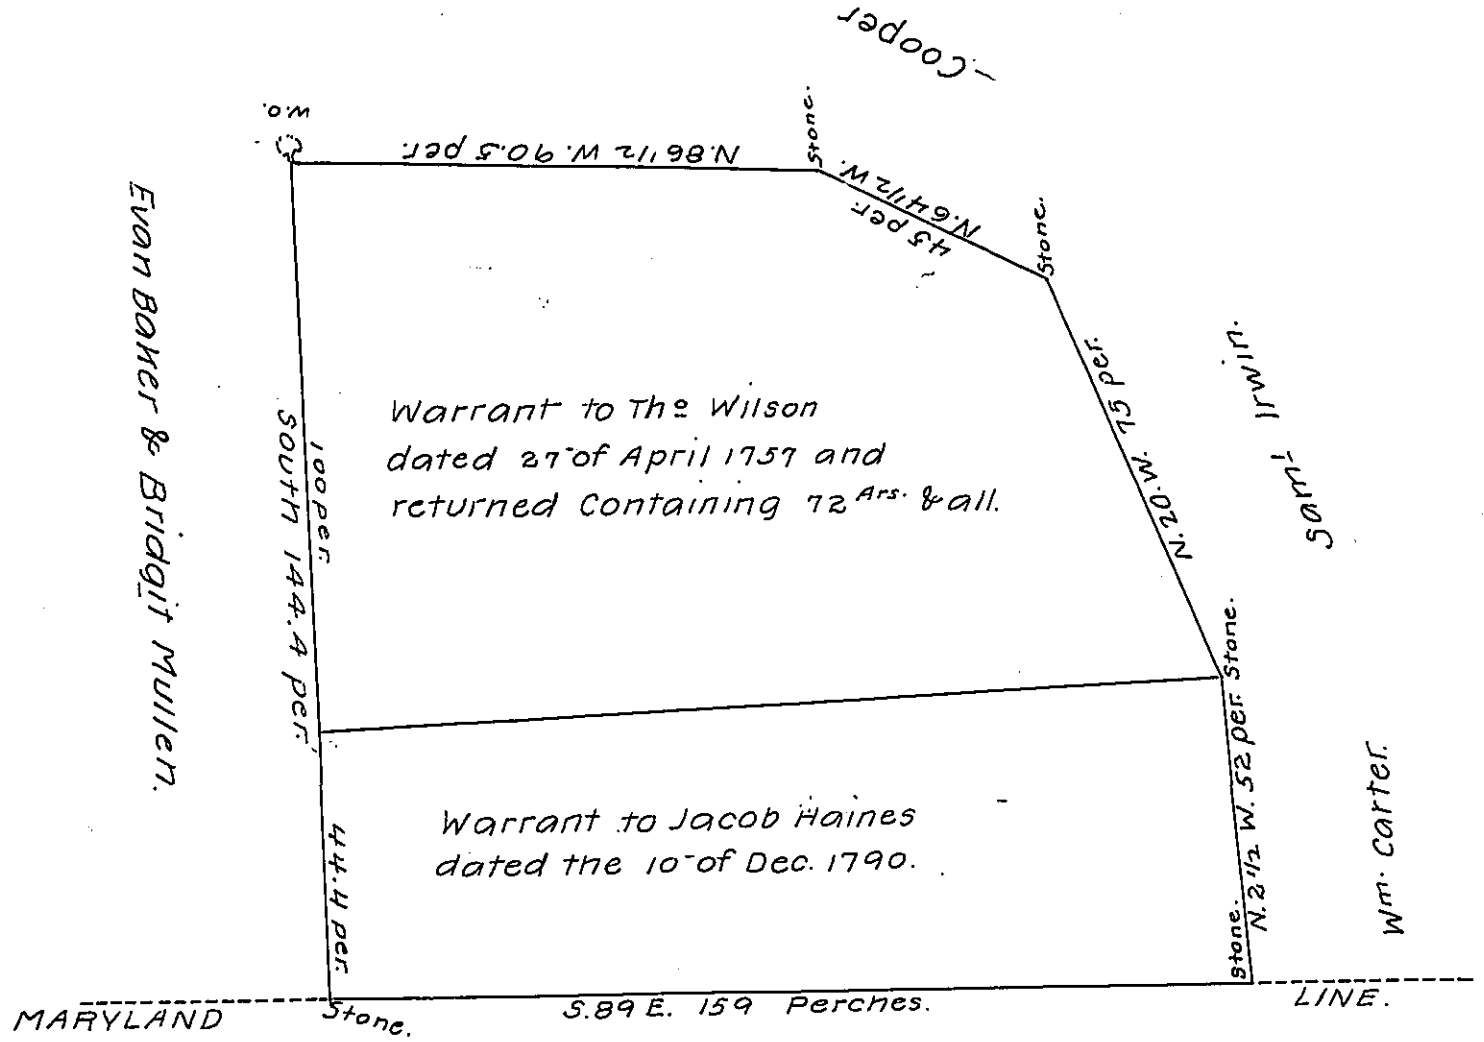 - Cooper
W.O.
N.86 1/2 W. 90.5 per.
Stone.
N.64 1/2 W.
45 per.
Stone.
Evan Baker & Bridgit Mullen.
N.20.W. 75 per.
Sam! Irwin.
Warrant to Tho Wilson
dated 27 of April 1757 and
returned Containing 72 Ars. & all.
100 per.
South 144.4 per.
Stone.
N.2 1/2 W. 52 per.
Wm. Carter.
Warrant to Jacob Haines
dated the 10 of Dec. 1790.
44.4 per.
Stone.
MARYLAND
Stone.
S.89 E. 159 Perches.
LINE.